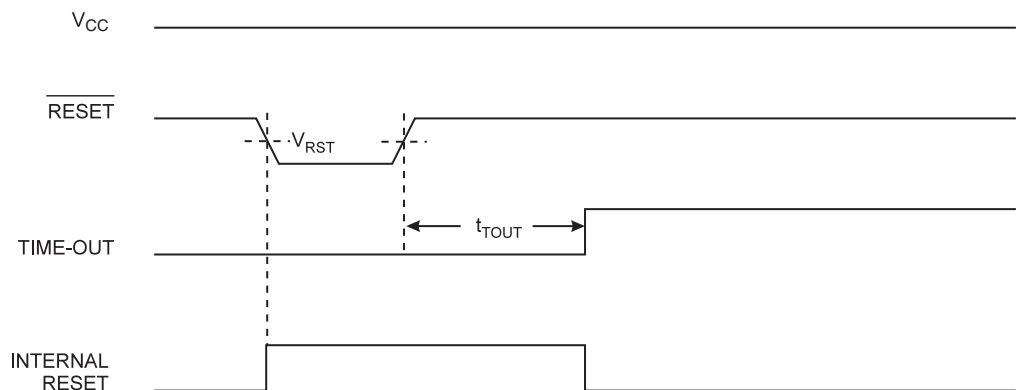 VCC
RESET
VRST
tTOUT
TIME-OUT
INTERNAL
RESET